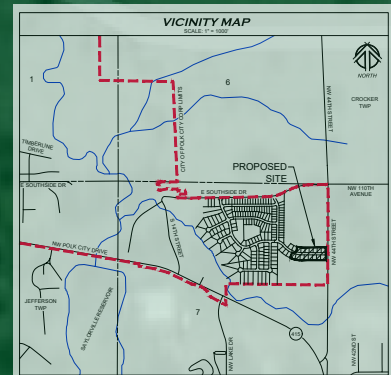 VICINITY MAP
SCALE: 1" = 1000'
NORTH
1
6
CITY OF POLK CITY CORP LIMITS
NW 44TH STREET
CROCKER
TWP
TIMBERLINE
DRIVE
PROPOSED
SITE
E SOUTHSIDE DR
E SOUTHSIDE DR
NW 110TH
AVENUE
S 14TH STREET
NW POLK CITY DRIVE
NW 44TH STREET
JEFFERSON
TWP
SAYLORVILLE RESERVOIR
7
415
NW LAKE DR
NW 42ND ST